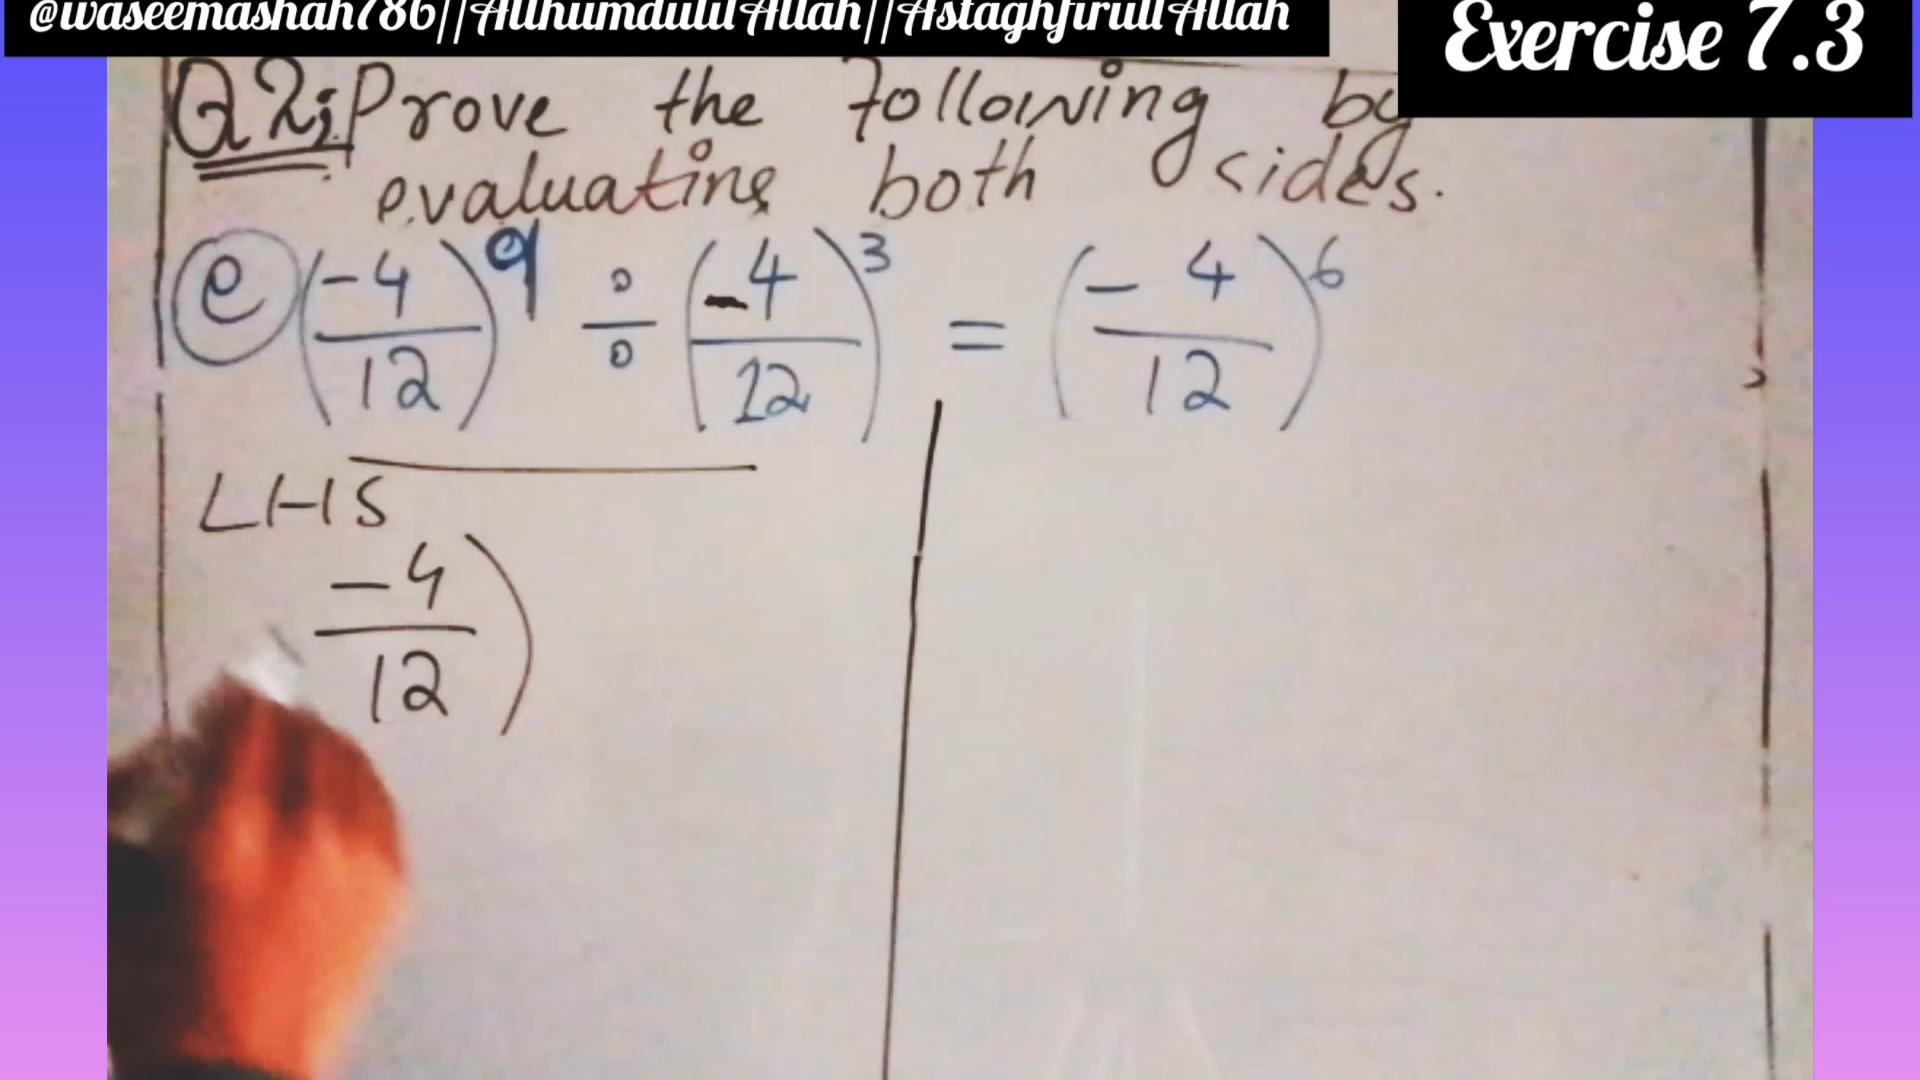 @waseemashah786//AllhumdulilAllah//AstaghfirullAllah
Exercise 7.3
Q2; Prove the following by
evaluating both sides.
e (-4/12)^9 ÷ (-4/12)^3 = (-4/12)^6
LHS
-4/12)